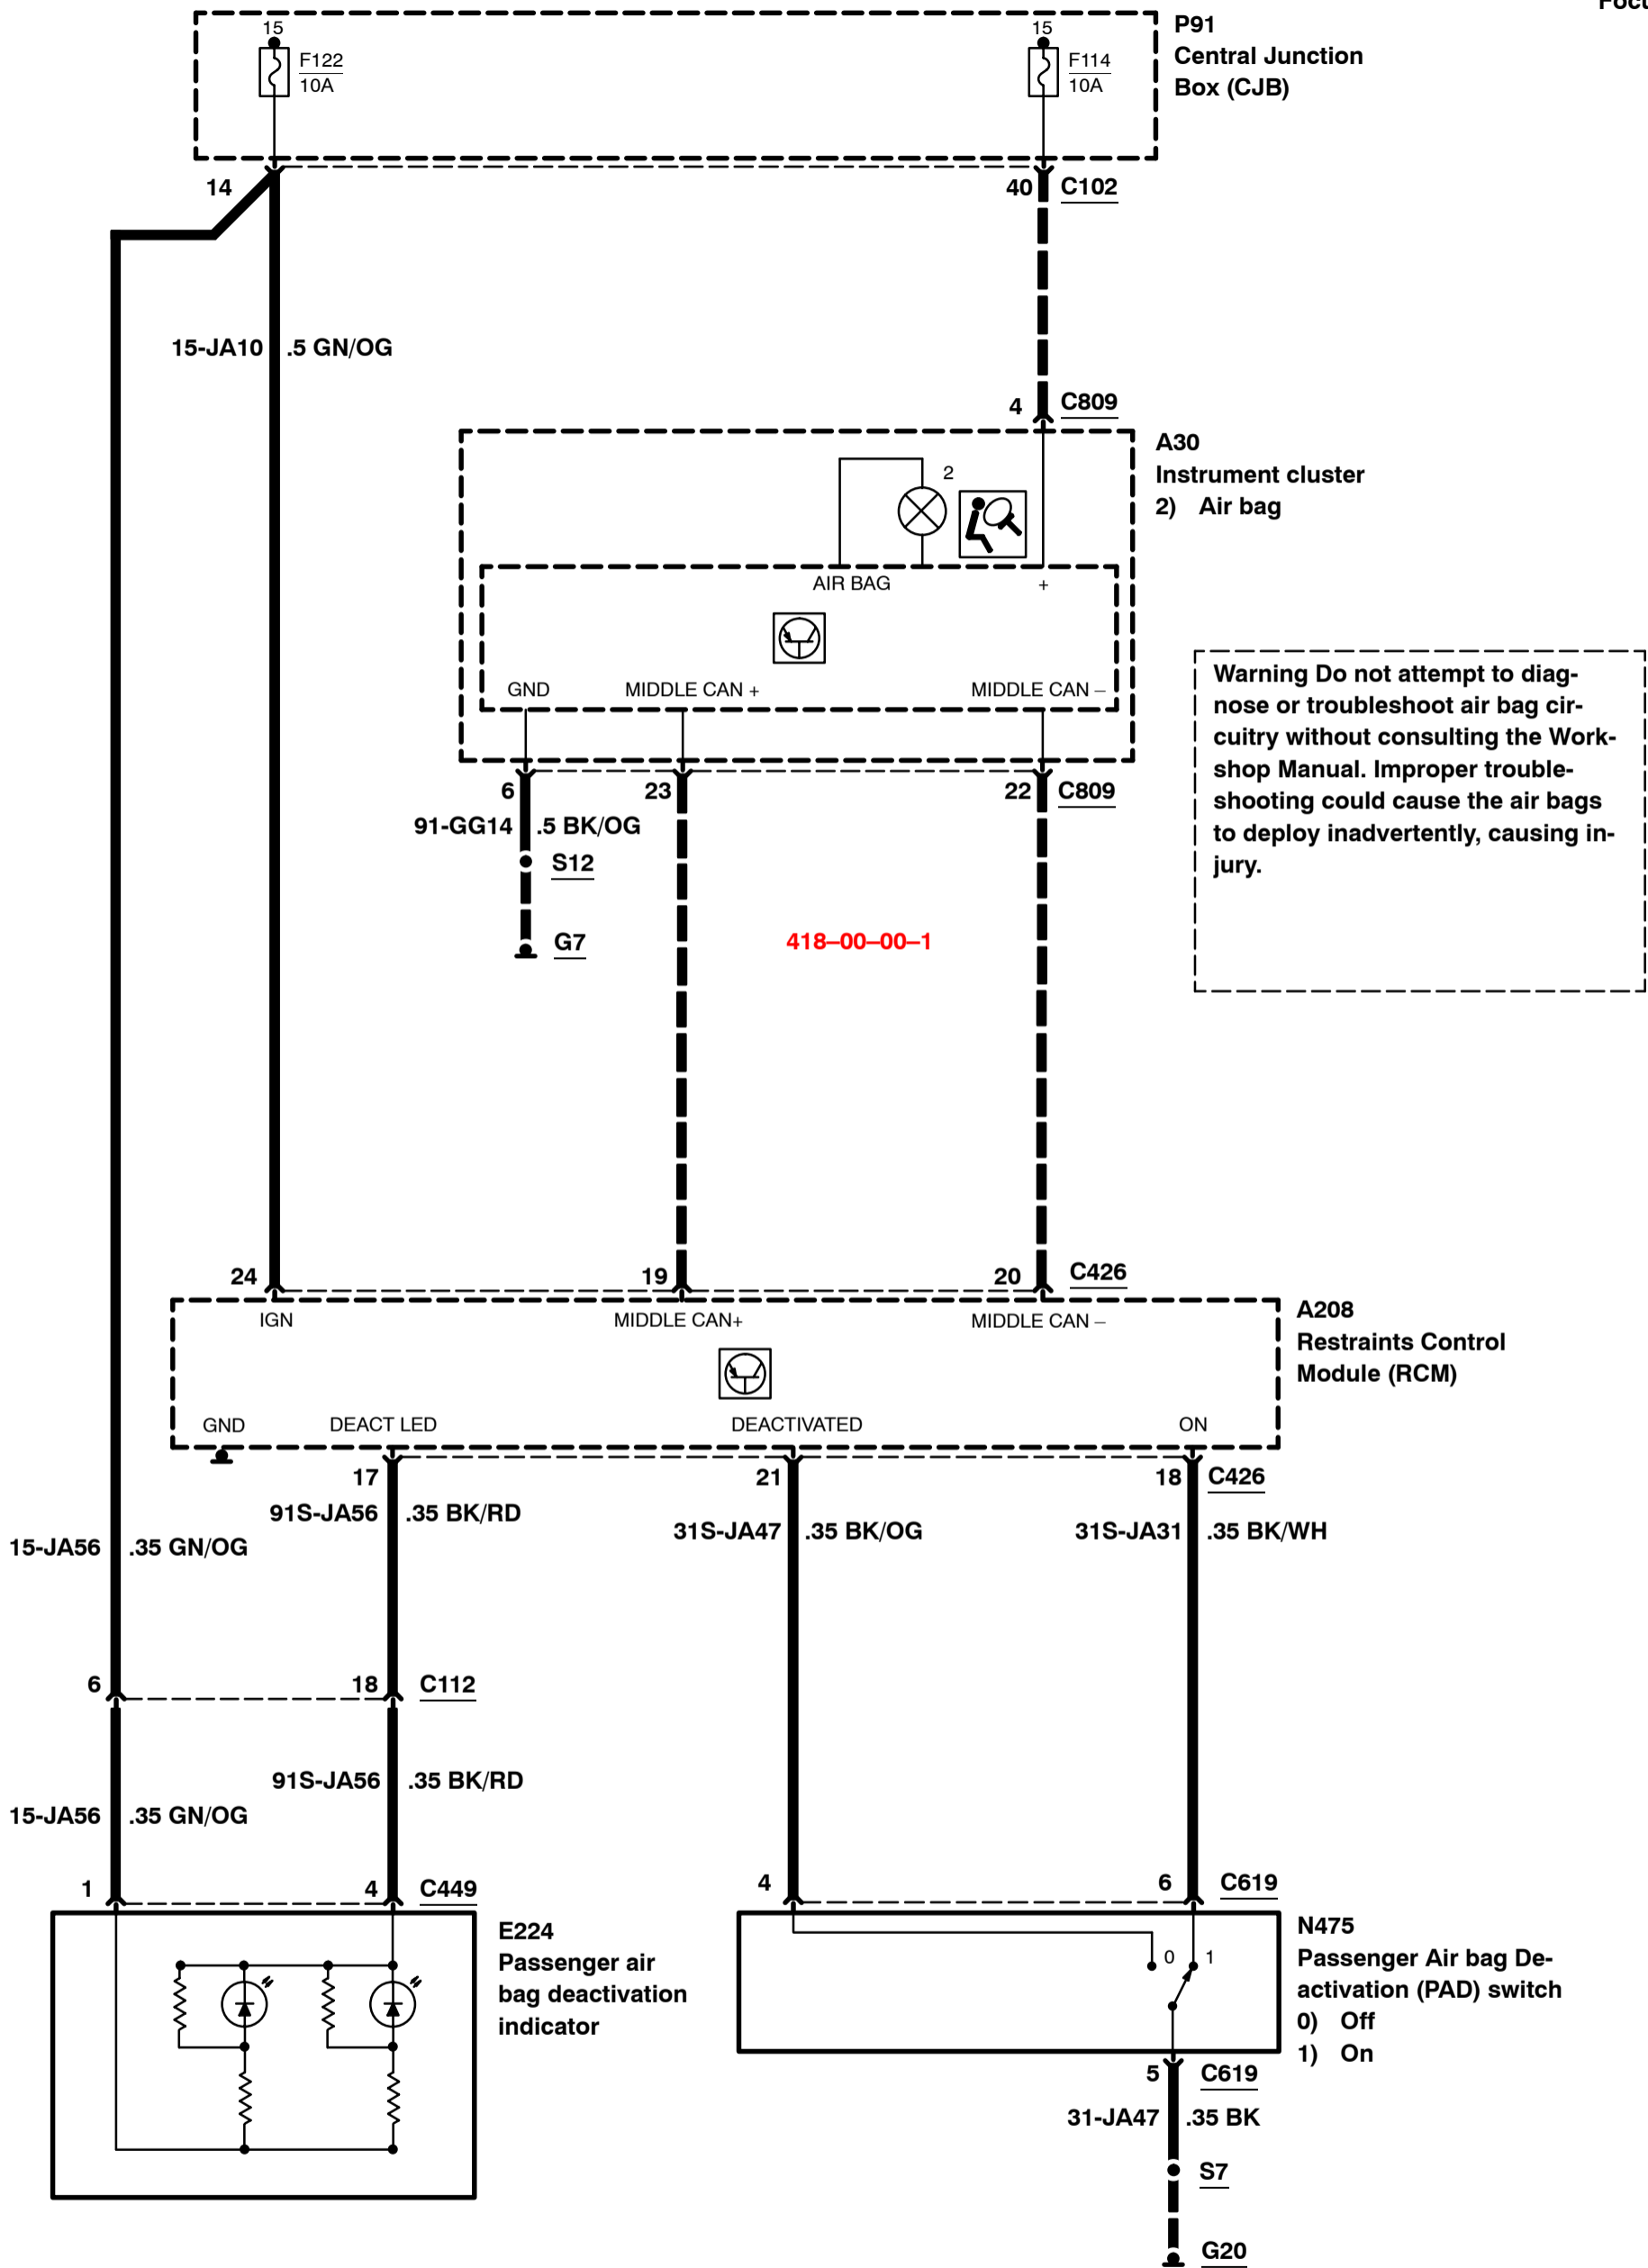 Focu
15
F122
10A
15
F114
10A
P91
Central Junction
Box (CJB)
14
40
C102
15-JA10
.5 GN/OG
4
C809
A30
Instrument cluster
2) Air bag
2
AIR BAG
+
GND
MIDDLE CAN +
MIDDLE CAN –
Warning Do not attempt to diag-
nose or troubleshoot air bag cir-
cuitry without consulting the Work-
shop Manual. Improper trouble-
shooting could cause the air bags
to deploy inadvertently, causing in-
jury.
6
23
22
C809
91-GG14
.5 BK/OG
S12
G7
418–00–00–1
24
19
20
C426
IGN
MIDDLE CAN+
MIDDLE CAN –
A208
Restraints Control
Module (RCM)
GND
DEACT LED
DEACTIVATED
ON
17
21
18
C426
91S-JA56
.35 BK/RD
31S-JA47
.35 BK/OG
31S-JA31
.35 BK/WH
15-JA56
.35 GN/OG
6
18
C112
91S-JA56
.35 BK/RD
15-JA56
.35 GN/OG
1
4
C449
4
6
C619
E224
Passenger air
bag deactivation
indicator
0
1
N475
Passenger Air bag De-
activation (PAD) switch
0) Off
1) On
5
C619
31-JA47
.35 BK
S7
G20